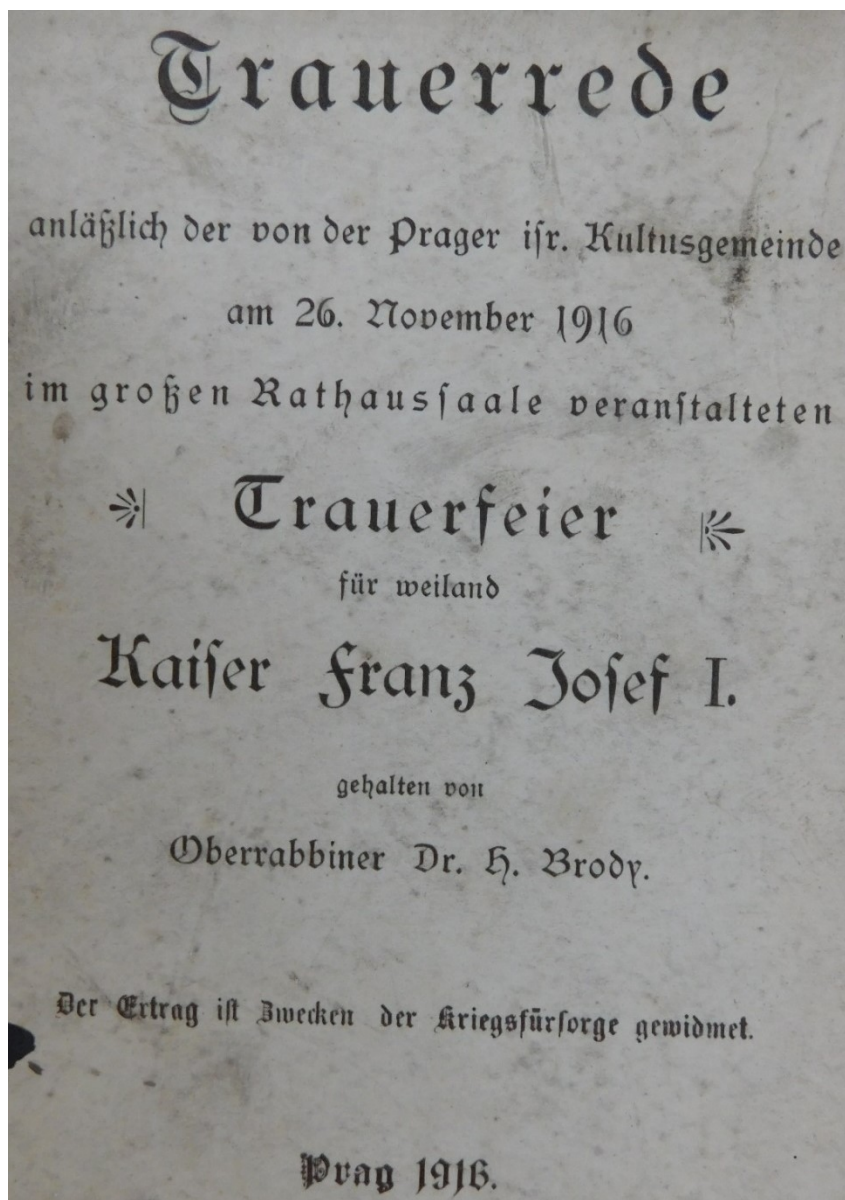 Trauerrede
anläßlich der von der Prager isr. Kultusgemeinde
am 26. November 1916
im großen Rathaussaale veranstalteten
Trauerfeier
für weiland
Kaiser Franz Josef I.
gehalten von
Oberrabbiner Dr. H. Brody.
Der Ertrag ist Zwecken der Kriegsfürsorge gewidmet.
Prag 1916.